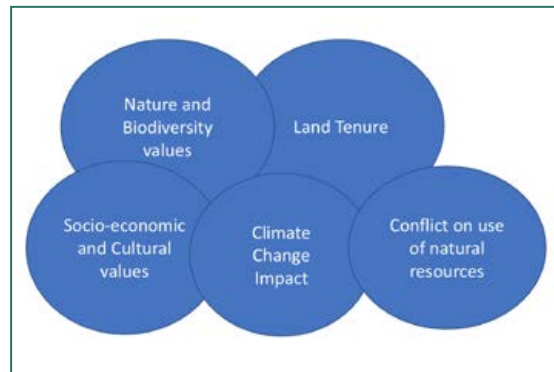 Nature and
Biodiversity
values
Land Tenure
Socio-economic
and Cultural
values
Climate
Change
Impact
Conflict on use
of natural
resources